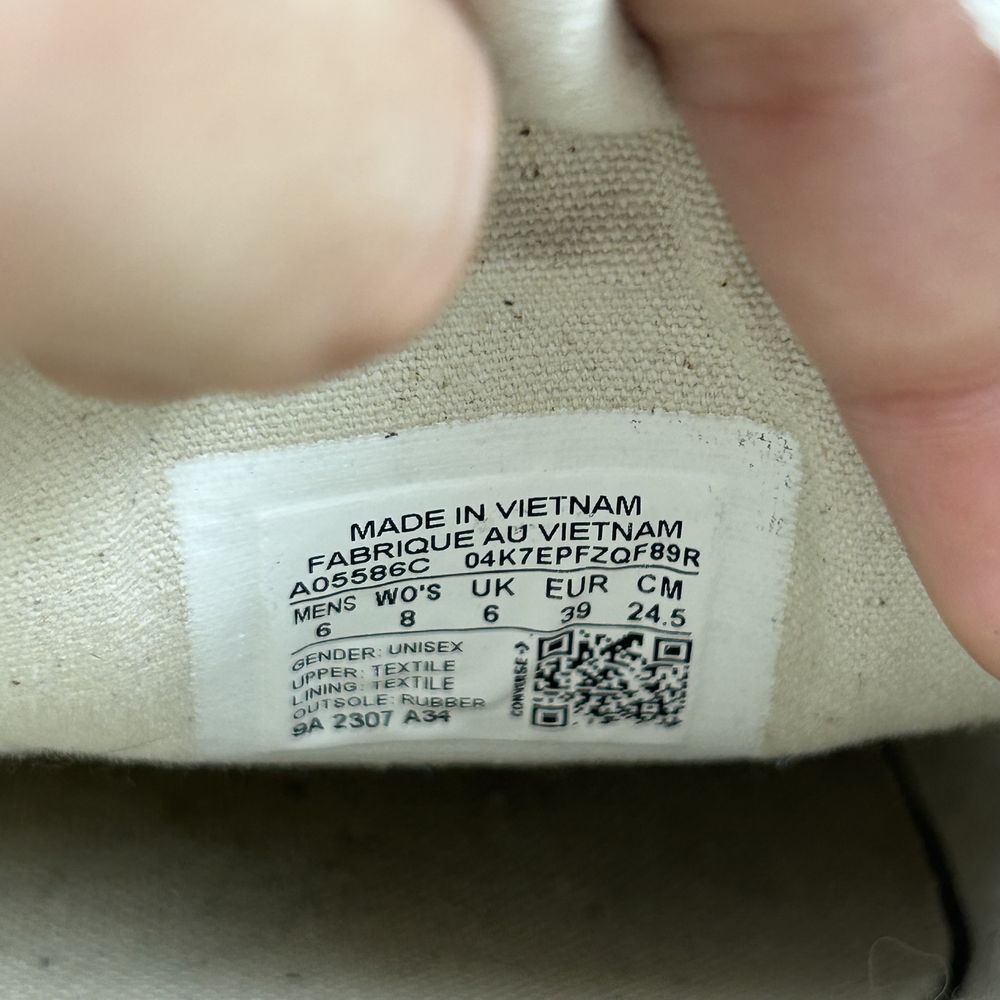 MADE IN VIETNAM
FABRIQUE AU VIETNAM
A05586C 04K7EPFZQF89R
MENS WO'S UK EUR CM
6 8 6 39 24.5
GENDER: UNISEX
UPPER: TEXTILE
LINING: TEXTILE
OUTSOLE: RUBBER
9A 2307 A34
CONVERSE